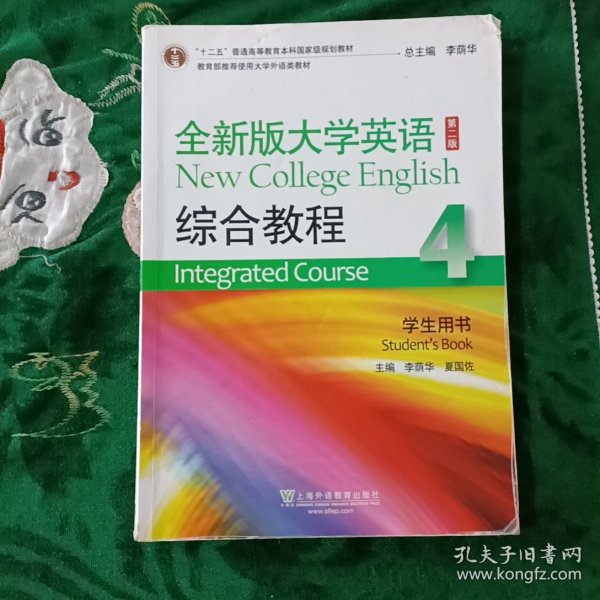 "十二五"普通高等教育本科国家级规划教材
总主编 李荫华
教育部推荐使用大学外语类教材
全新版大学英语 第二版
New College English
综合教程 4
Integrated Course
学生用书
Student's Book
主编 李荫华 夏国佐
上海外语教育出版社
www.sflep.com
孔夫子旧书网
www.kongfz.com